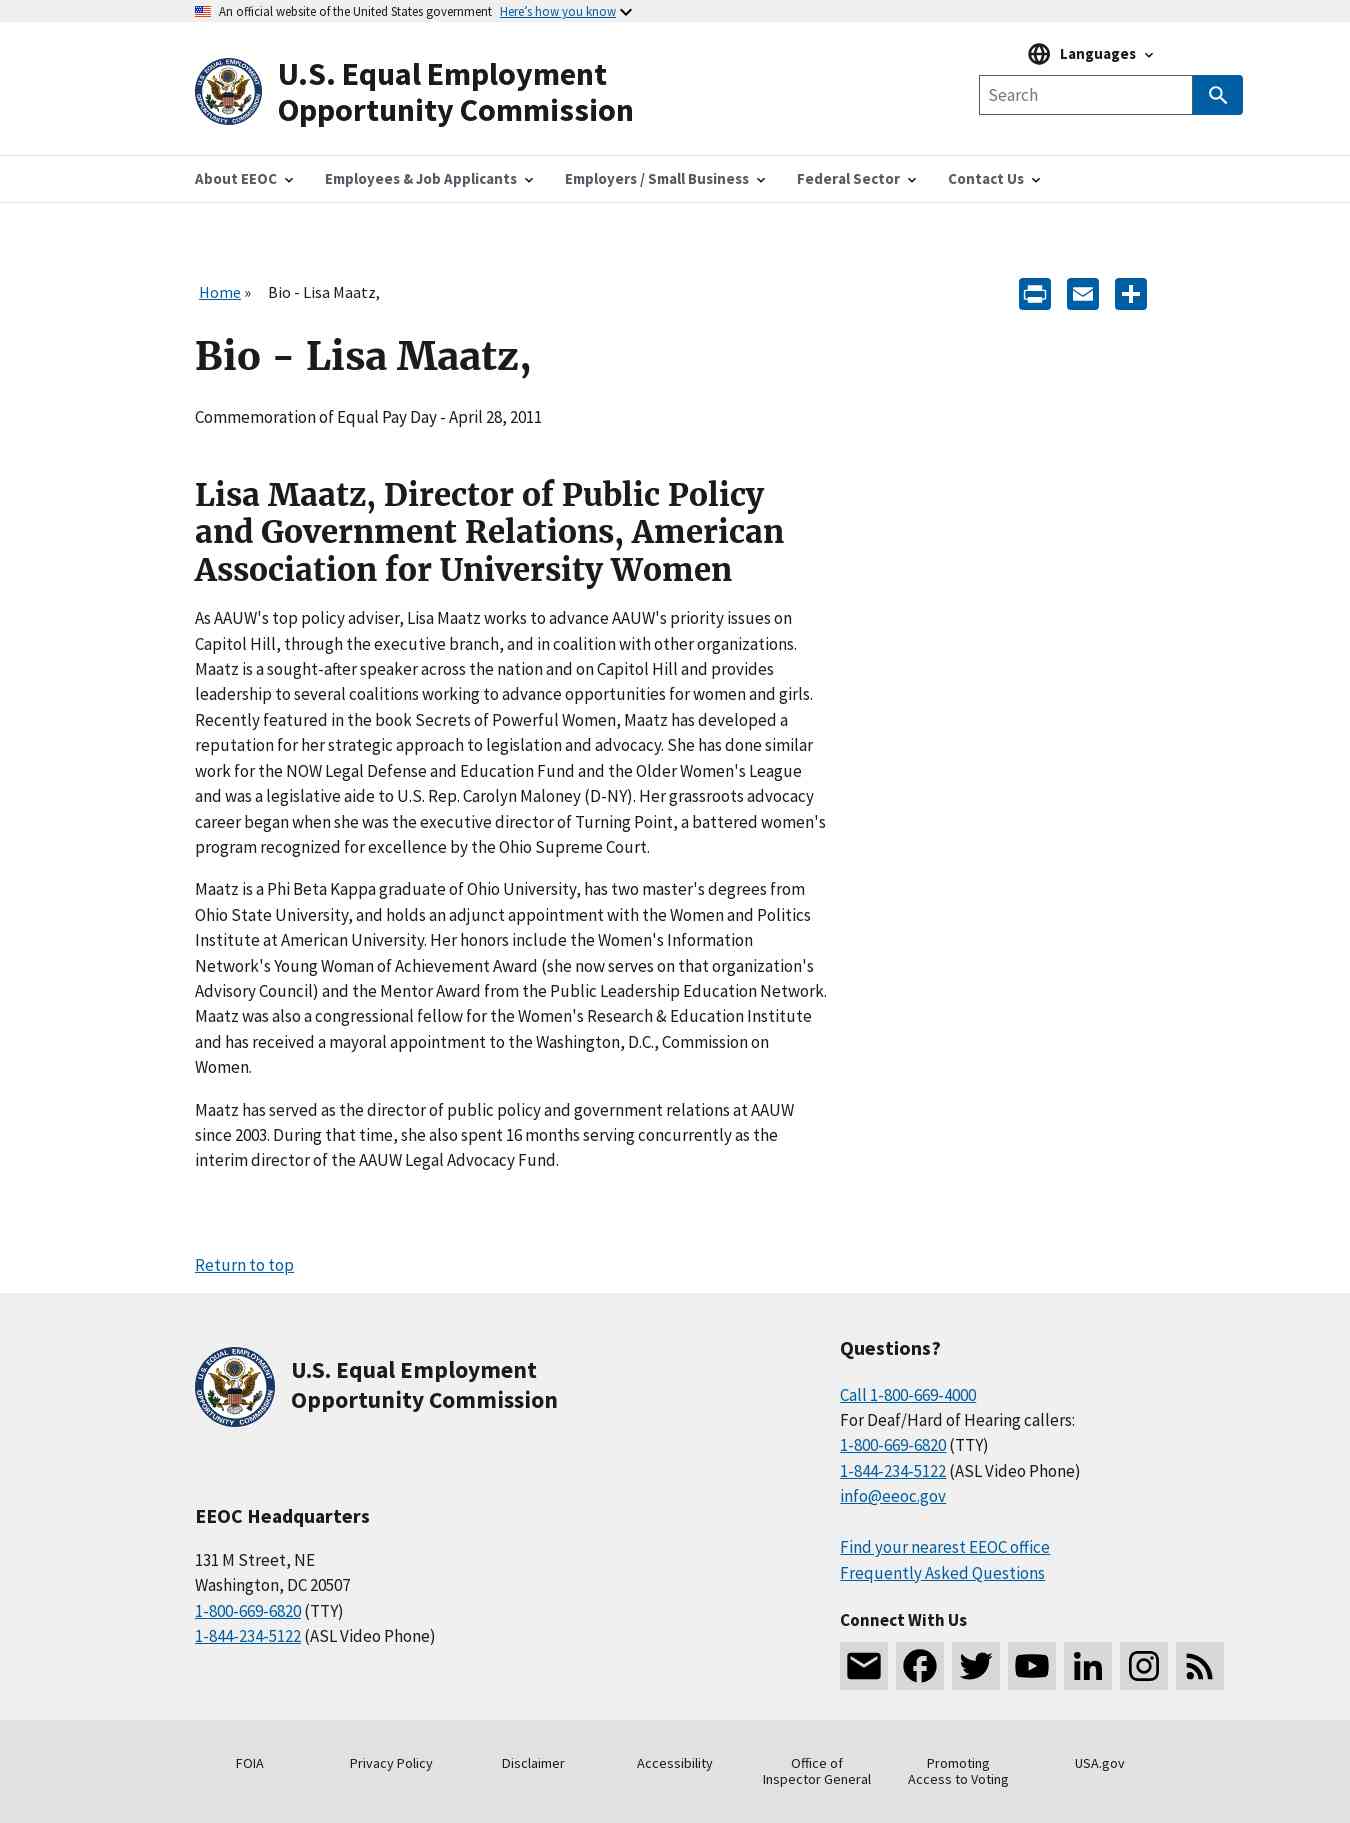 An official website of the United States government Here’s how you know
U.S. Equal Employment
Opportunity Commission
Languages
Search
About EEOC
Employees & Job Applicants
Employers / Small Business
Federal Sector
Contact Us
Home » Bio - Lisa Maatz,
Bio - Lisa Maatz,
Commemoration of Equal Pay Day - April 28, 2011
Lisa Maatz, Director of Public Policy
and Government Relations, American
Association for University Women
As AAUW's top policy adviser, Lisa Maatz works to advance AAUW's priority issues on
Capitol Hill, through the executive branch, and in coalition with other organizations.
Maatz is a sought-after speaker across the nation and on Capitol Hill and provides
leadership to several coalitions working to advance opportunities for women and girls.
Recently featured in the book Secrets of Powerful Women, Maatz has developed a
reputation for her strategic approach to legislation and advocacy. She has done similar
work for the NOW Legal Defense and Education Fund and the Older Women's League
and was a legislative aide to U.S. Rep. Carolyn Maloney (D-NY). Her grassroots advocacy
career began when she was the executive director of Turning Point, a battered women's
program recognized for excellence by the Ohio Supreme Court.
Maatz is a Phi Beta Kappa graduate of Ohio University, has two master's degrees from
Ohio State University, and holds an adjunct appointment with the Women and Politics
Institute at American University. Her honors include the Women's Information
Network's Young Woman of Achievement Award (she now serves on that organization's
Advisory Council) and the Mentor Award from the Public Leadership Education Network.
Maatz was also a congressional fellow for the Women's Research & Education Institute
and has received a mayoral appointment to the Washington, D.C., Commission on
Women.
Maatz has served as the director of public policy and government relations at AAUW
since 2003. During that time, she also spent 16 months serving concurrently as the
interim director of the AAUW Legal Advocacy Fund.
Return to top
U.S. EQUAL EMPLOYMENT OPPORTUNITY COMMISSION
U.S. Equal Employment
Opportunity Commission
EEOC Headquarters
131 M Street, NE
Washington, DC 20507
1-800-669-6820 (TTY)
1-844-234-5122 (ASL Video Phone)
Questions?
Call 1-800-669-4000
For Deaf/Hard of Hearing callers:
1-800-669-6820 (TTY)
1-844-234-5122 (ASL Video Phone)
info@eeoc.gov
Find your nearest EEOC office
Frequently Asked Questions
Connect With Us
FOIA
Privacy Policy
Disclaimer
Accessibility
Office of
Inspector General
Promoting
Access to Voting
USA.gov